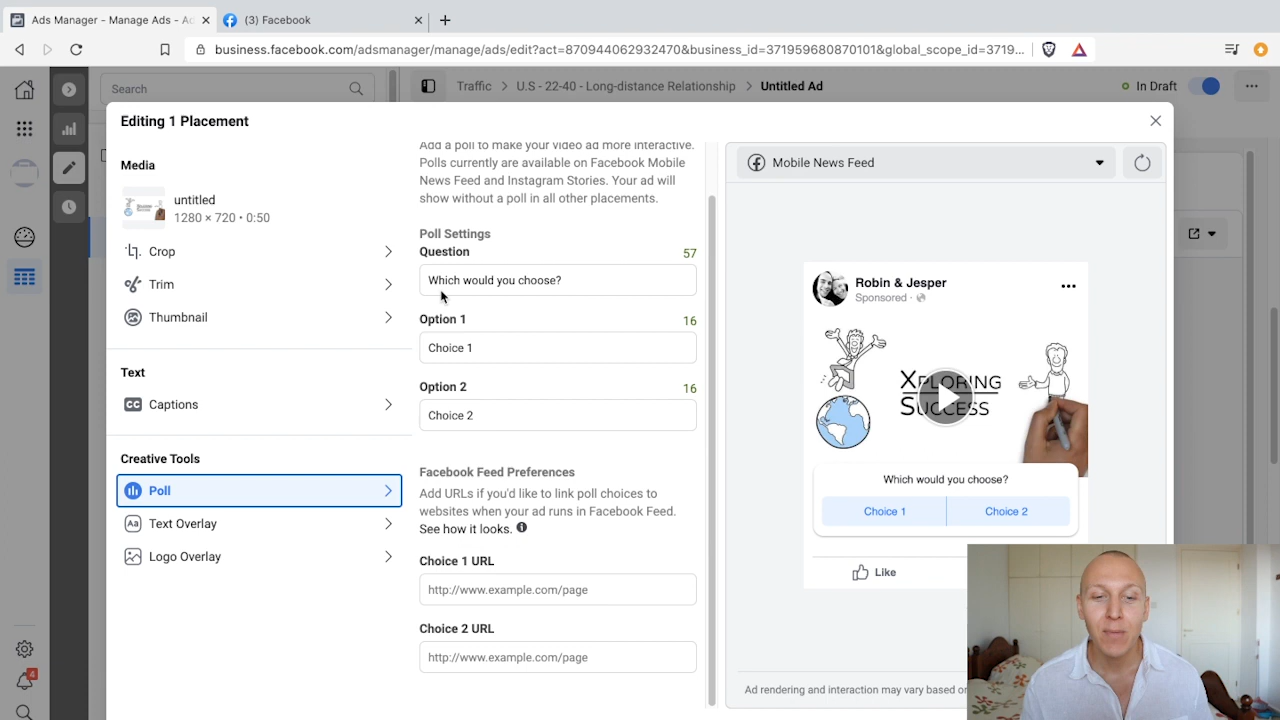 Ads Manager - Manage Ads - Ad
(3) Facebook
business.facebook.com/adsmanager/manage/ads/edit?act=870944062932470&business_id=371959680870101&global_scope_id=3719...
Search
Traffic > U.S - 22-40 - Long-distance Relationship > Untitled Ad
In Draft
Editing 1 Placement
Media
untitled
1280 × 720 • 0:50
Crop
Trim
Thumbnail
Text
CC Captions
Creative Tools
Poll
Aa Text Overlay
Logo Overlay
4
Add a poll to make your video ad more interactive.
Polls currently are available on Facebook Mobile
News Feed and Instagram Stories. Your ad will
show without a poll in all other placements.
Poll Settings
Question 57
Which would you choose?
Option 1 16
Choice 1
Option 2 16
Choice 2
Facebook Feed Preferences
Add URLs if you'd like to link poll choices to
websites when your ad runs in Facebook Feed.
See how it looks.
Choice 1 URL
http://www.example.com/page
Choice 2 URL
http://www.example.com/page
Mobile News Feed
Robin & Jesper
Sponsored ·
XPLORING
SUCCESS
Which would you choose?
Choice 1 Choice 2
Like
Ad rendering and interaction may vary based on